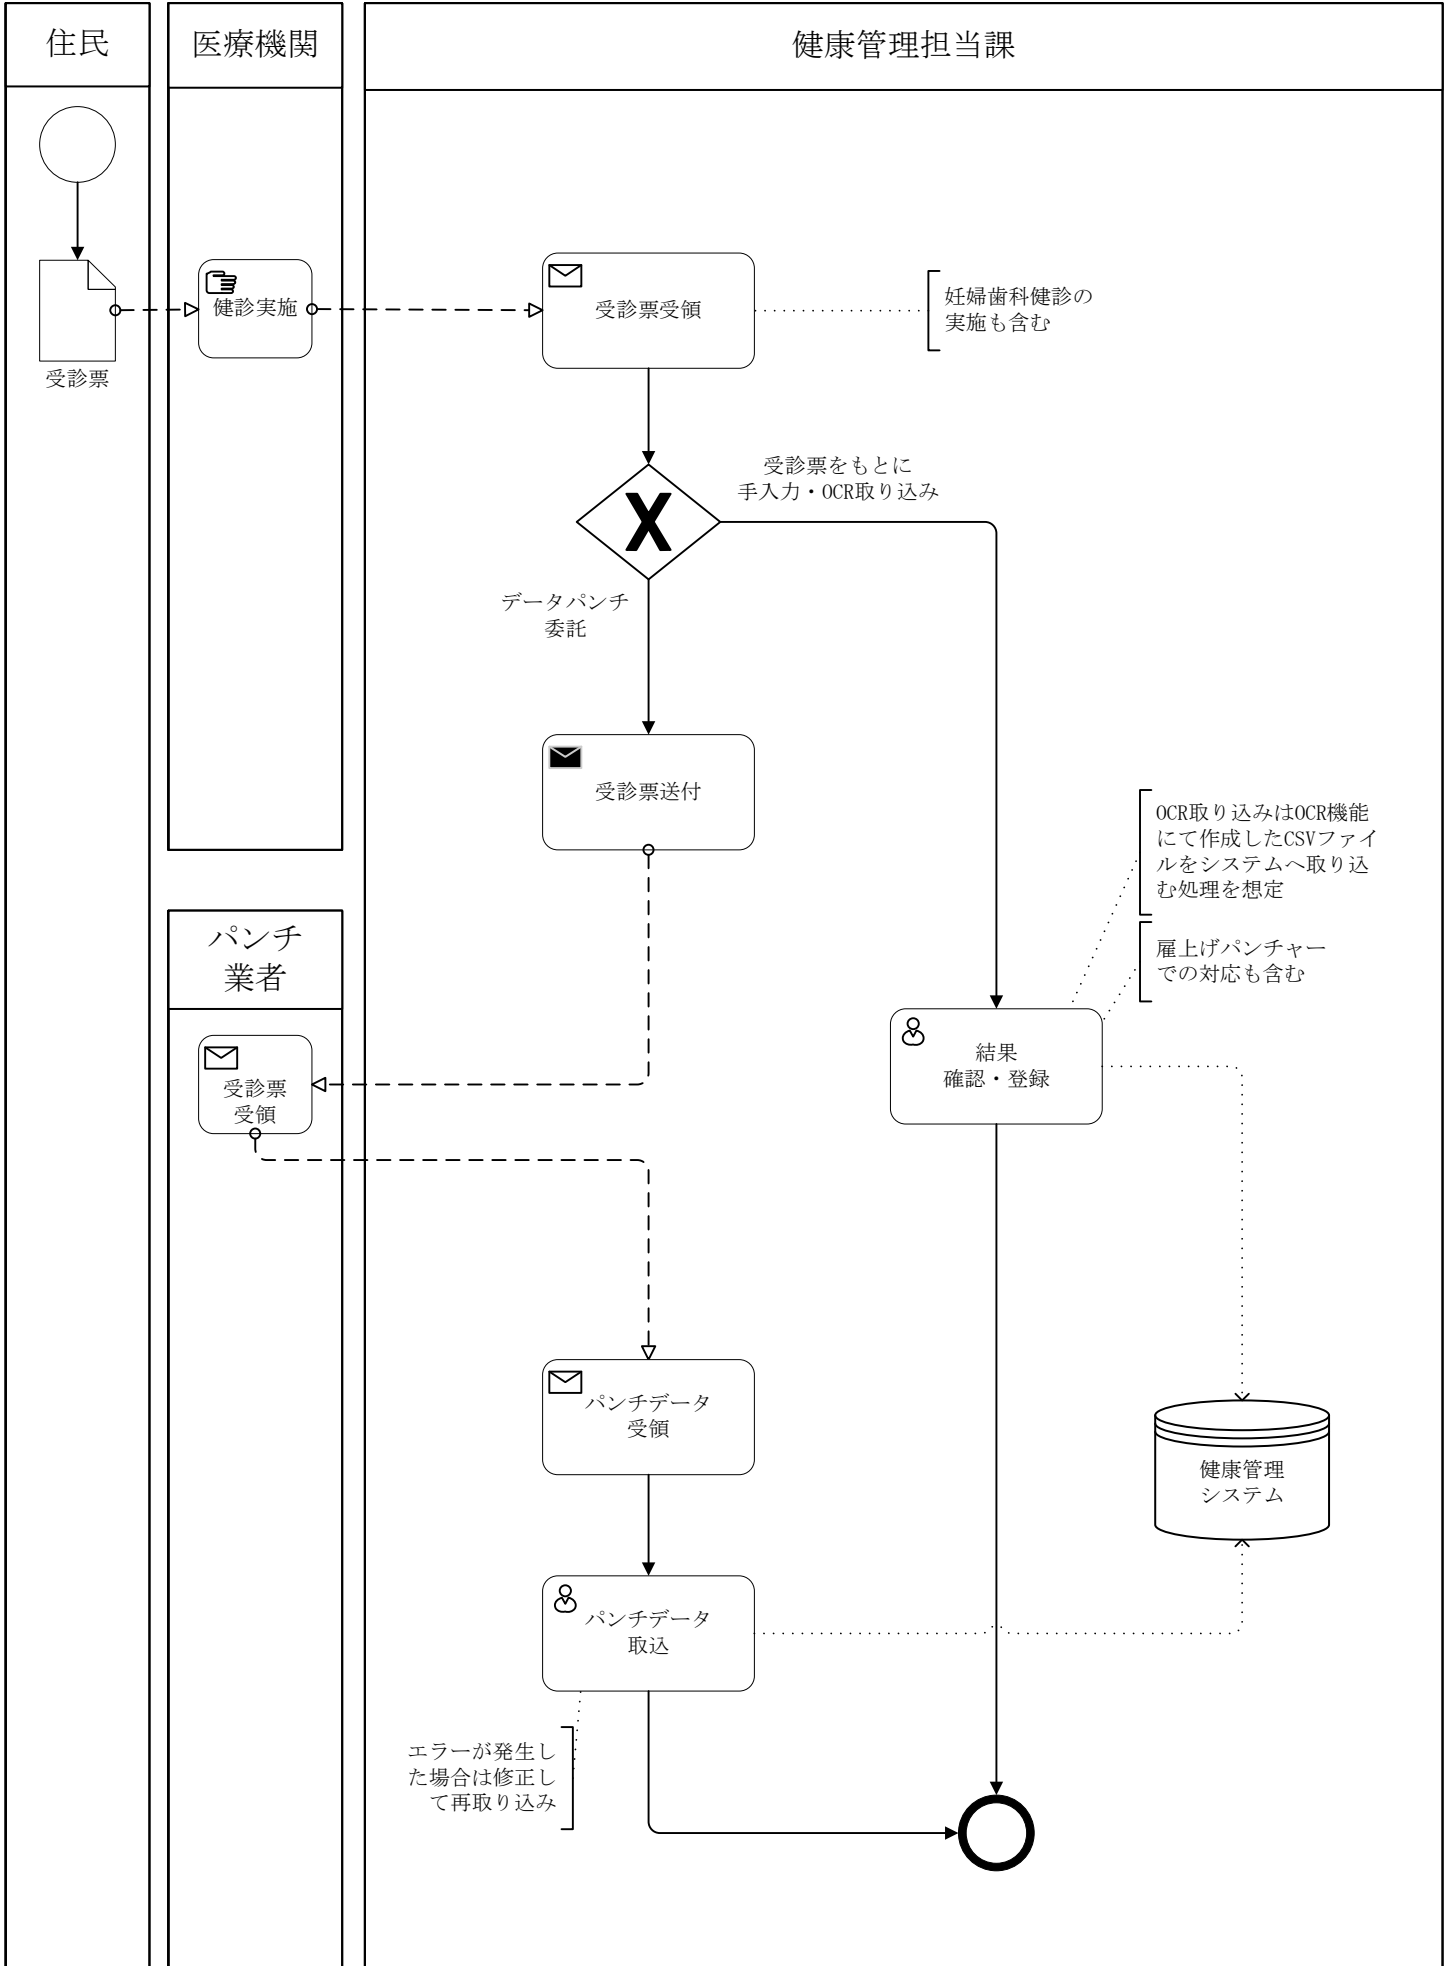 住民
医療機関
健康管理担当課
受診票
健診実施
受診票受領
妊婦歯科健診の
実施も含む
受診票をもとに
手入力・OCR取り込み
X
データパンチ
委託
受診票送付
OCR取り込みはOCR機能
にて作成したCSVファイ
ルをシステムへ取り込
む処理を想定
雇上げパンチャー
での対応も含む
パンチ
業者
受診票
受領
結果
確認・登録
パンチデータ
受領
健康管理
システム
パンチデータ
取込
エラーが発生し
た場合は修正し
て再取り込み